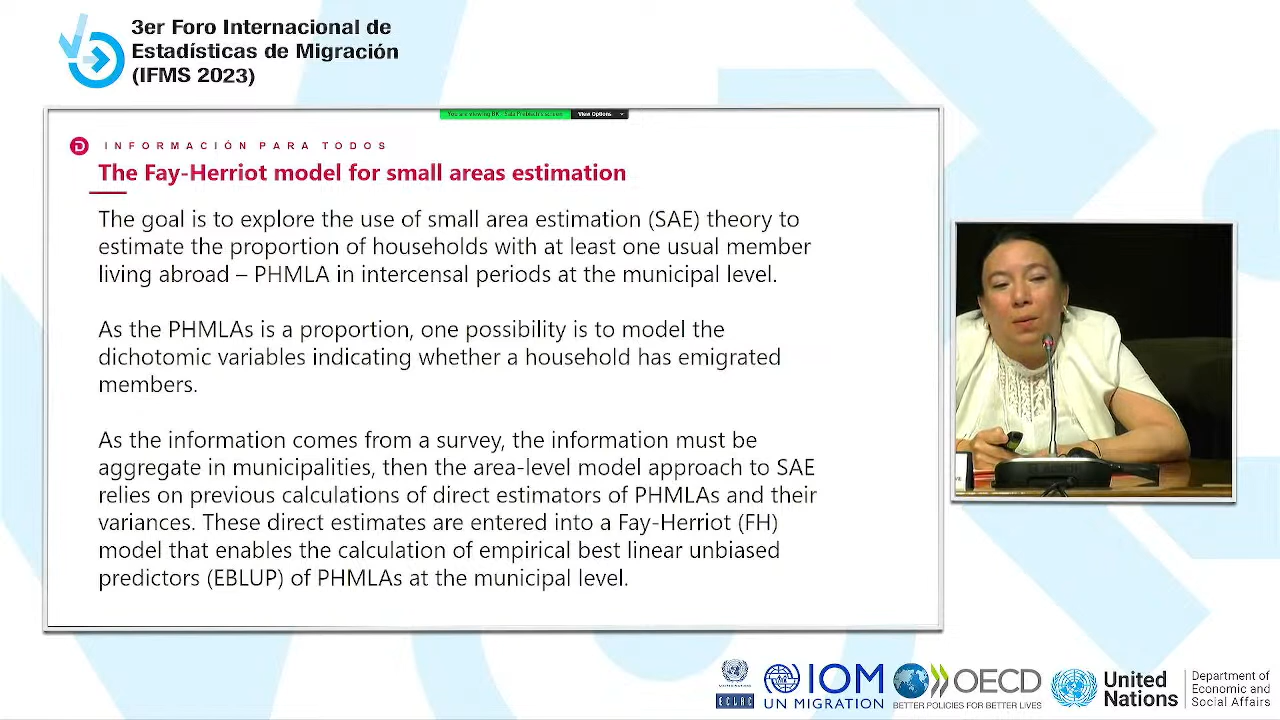 3er Foro Internacional de
Estadísticas de Migración
(IFMS 2023)
View Options
INFORMACIÓN PARA TODOS
The Fay-Herriot model for small areas estimation
The goal is to explore the use of small area estimation (SAE) theory to
estimate the proportion of households with at least one usual member
living abroad – PHMLA in intercensal periods at the municipal level.
As the PHMLAs is a proportion, one possibility is to model the
dichotomic variables indicating whether a household has emigrated
members.
As the information comes from a survey, the information must be
aggregate in municipalities, then the area-level model approach to SAE
relies on previous calculations of direct estimators of PHMLAs and their
variances. These direct estimates are entered into a Fay-Herriot (FH)
model that enables the calculation of empirical best linear unbiased
predictors (EBLUP) of PHMLAs at the municipal level.
ECLAC
IOM
UN MIGRATION
OECD
BETTER POLICIES FOR BETTER LIVES
United
Nations
Department of
Economic and
Social Affairs